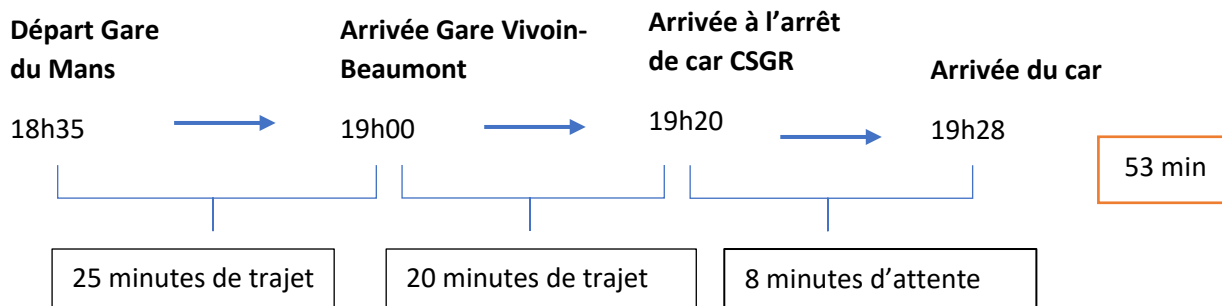 Départ Gare
du Mans
Arrivée Gare Vivoin-
Beaumont
Arrivée à l’arrêt
de car CSGR
Arrivée du car
18h35
19h00
19h20
19h28
53 min
25 minutes de trajet
20 minutes de trajet
8 minutes d’attente